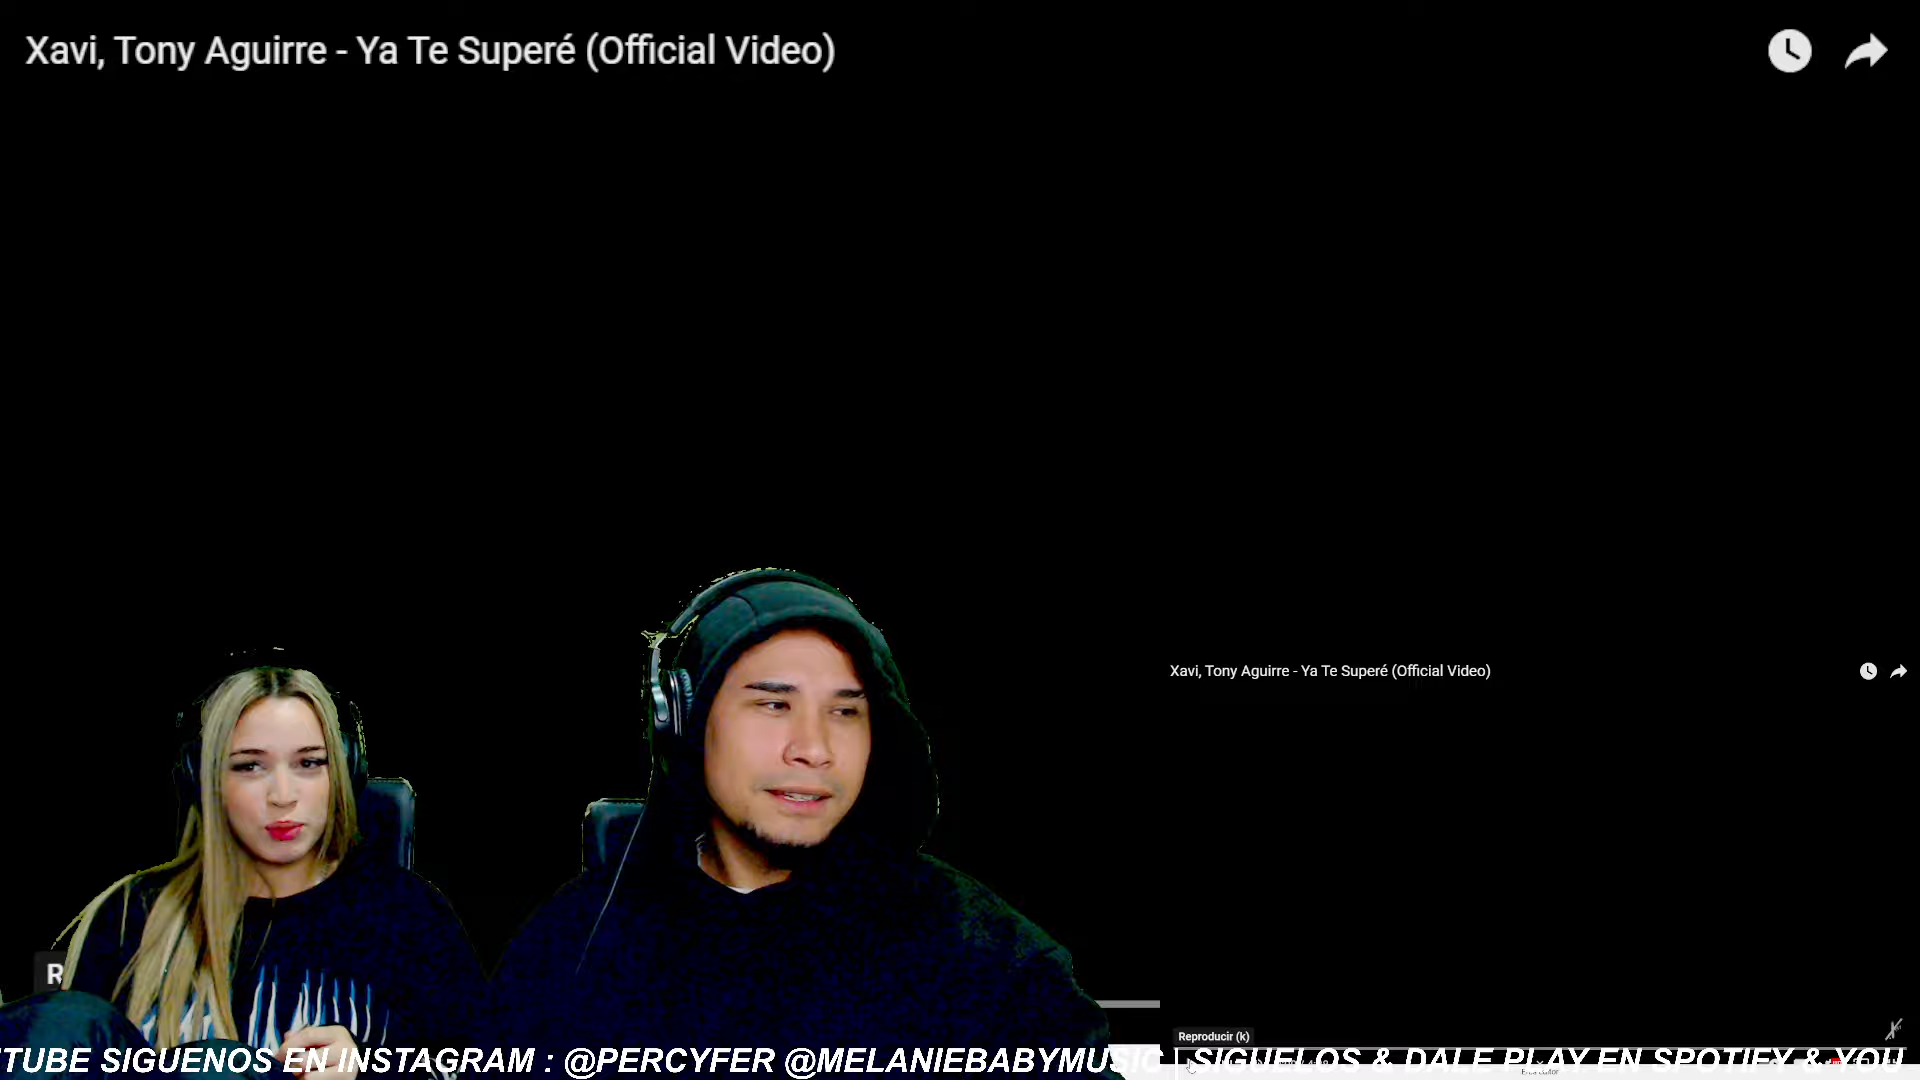 Xavi, Tony Aguirre - Ya Te Superé (Official Video)
Xavi, Tony Aguirre - Ya Te Superé (Official Video)
R
Reproducir (k)
TUBE SIGUENOS EN INSTAGRAM : @PERCYFER @MELANIEBABYMUSIC SIGUELOS & DALE PLAY EN SPOTIFY & YOU